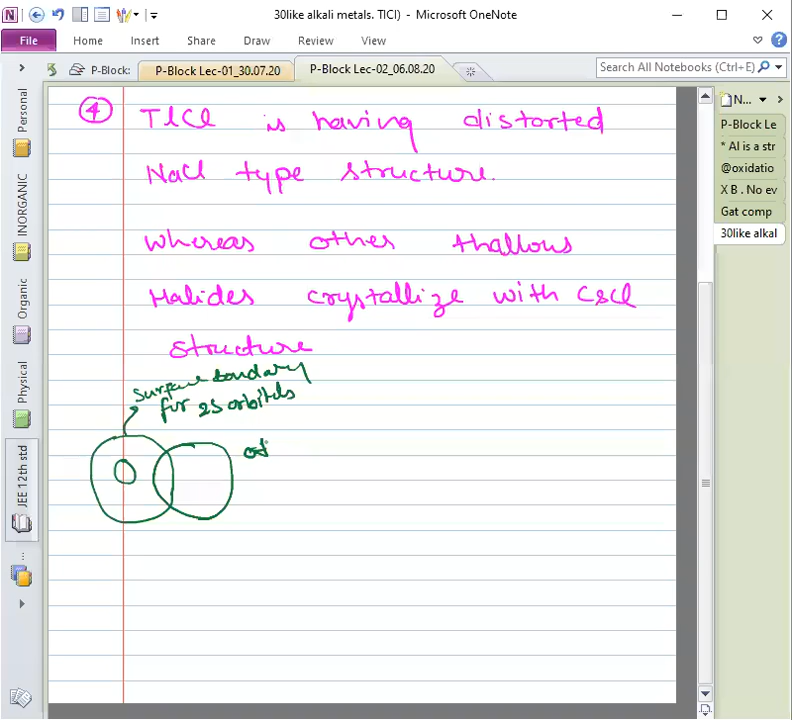 30like alkali metals. TlCl) - Microsoft OneNote
File Home Insert Share Draw Review View
P-Block: P-Block Lec-01_30.07.20 P-Block Lec-02_06.08.20 Search All Notebooks (Ctrl+E)
N...
P-Block Le
* Al is a str
@oxidatio
X B . No ev
Gat comp
30like alkal
Personal
INORGANIC
Organic
Physical
JEE 12th std
④ TlCl is having distorted
NaCl type structure.
Whereas other thallous
Halides crystallize with CsCl
structure
Surface boundary
for 2s orbitals